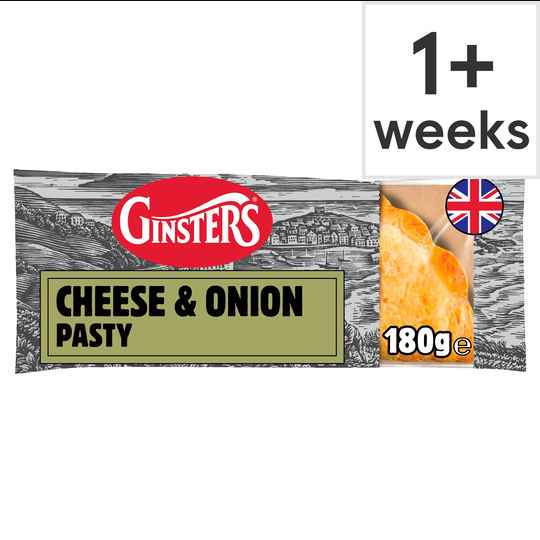 1+
weeks
GINSTERS®
CHEESE & ONION
PASTY
180g e